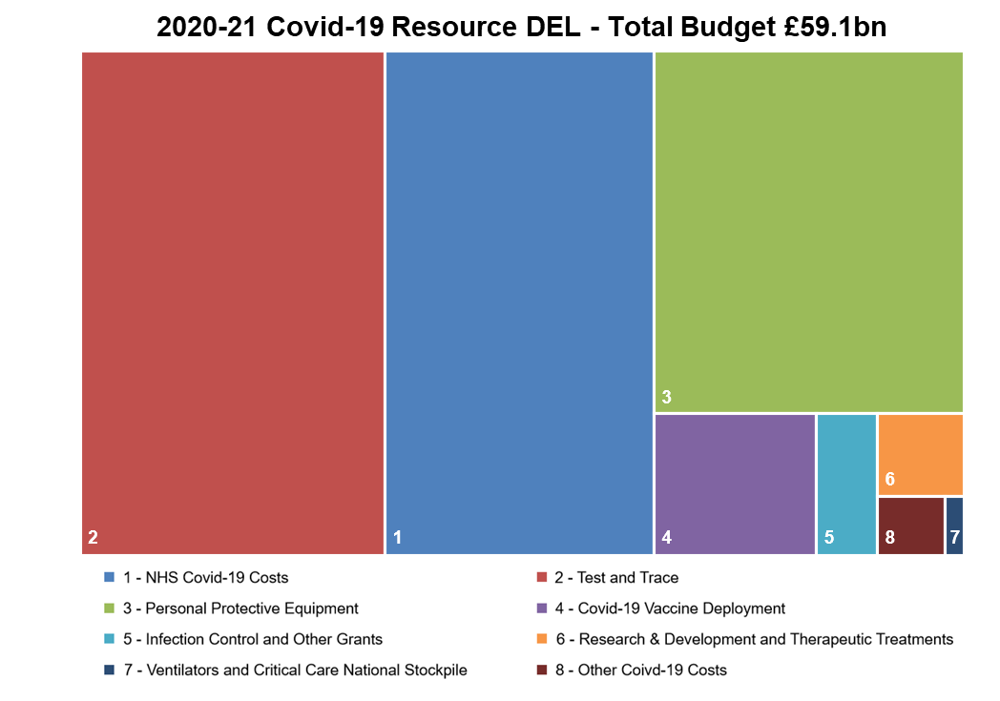 2020-21 Covid-19 Resource DEL - Total Budget £59.1bn
3
6
2
1
4
5
8
7
1 - NHS Covid-19 Costs
2 - Test and Trace
3 - Personal Protective Equipment
4 - Covid-19 Vaccine Deployment
5 - Infection Control and Other Grants
6 - Research & Development and Therapeutic Treatments
7 - Ventilators and Critical Care National Stockpile
8 - Other Coivd-19 Costs